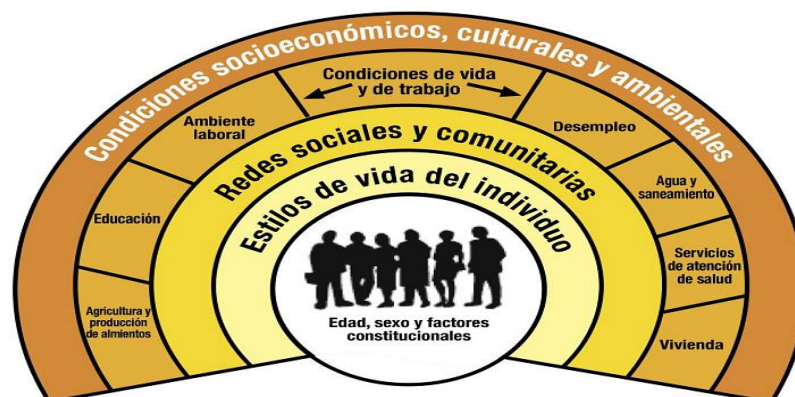 Condiciones socioeconómicos, culturales y ambientales
Condiciones de vida
y de trabajo
Ambiente
laboral
Desempleo
Educación
Agua y
saneamiento
Agricultura y
producción
de almientos
Servicios
de atención
de salud
Vivienda
Redes sociales y comunitarias
Estilos de vida del individuo
Edad, sexo y factores
constitucionales